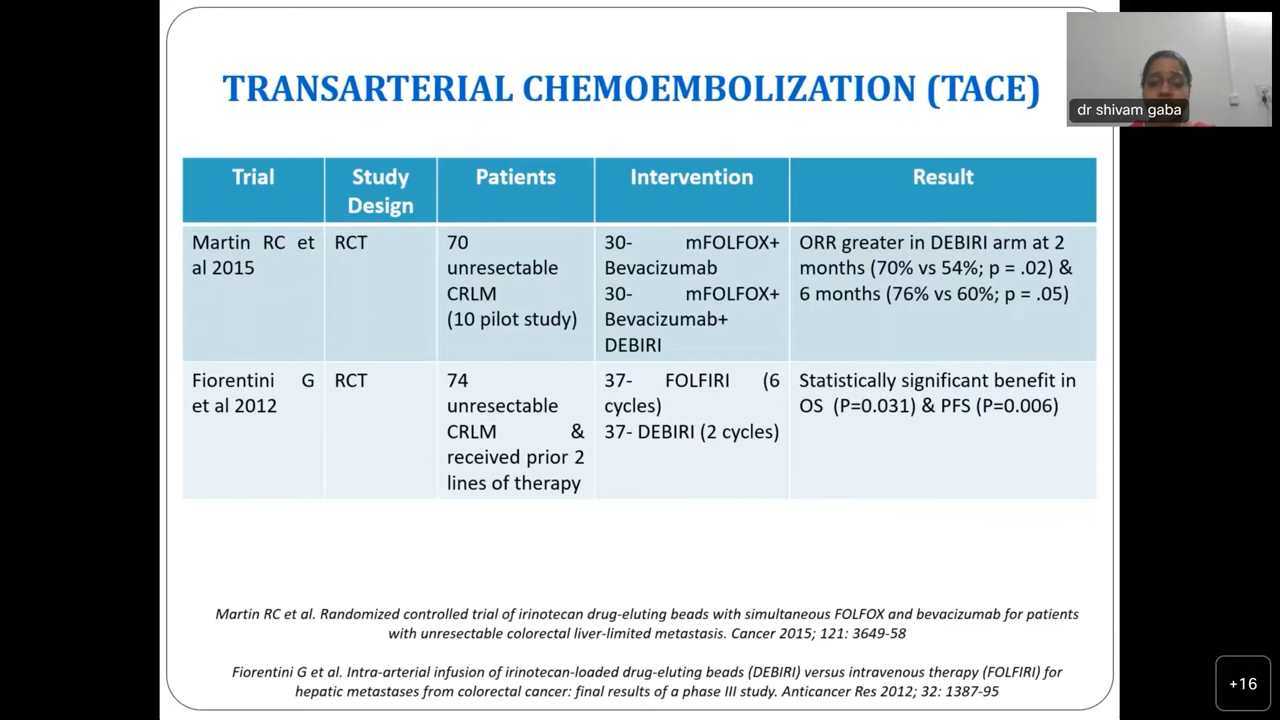 TRANSARTERIAL CHEMOEMBOLIZATION (TACE)
dr shivam gaba
Trial
Study
Design
Patients
Intervention
Result
Martin RC et
al 2015
RCT
70
unresectable
CRLM
(10 pilot study)
30- mFOLFOX+
Bevacizumab
30- mFOLFOX+
Bevacizumab+
DEBIRI
ORR greater in DEBIRI arm at 2
months (70% vs 54%; p = .02) &
6 months (76% vs 60%; p = .05)
Fiorentini G
et al 2012
RCT
74
unresectable
CRLM &
received prior 2
lines of therapy
37- FOLFIRI (6
cycles)
37- DEBIRI (2 cycles)
Statistically significant benefit in
OS (P=0.031) & PFS (P=0.006)
Martin RC et al. Randomized controlled trial of irinotecan drug-eluting beads with simultaneous FOLFOX and bevacizumab for patients
with unresectable colorectal liver-limited metastasis. Cancer 2015; 121: 3649-58
Fiorentini G et al. Intra-arterial infusion of irinotecan-loaded drug-eluting beads (DEBIRI) versus intravenous therapy (FOLFIRI) for
hepatic metastases from colorectal cancer: final results of a phase III study. Anticancer Res 2012; 32: 1387-95
+16